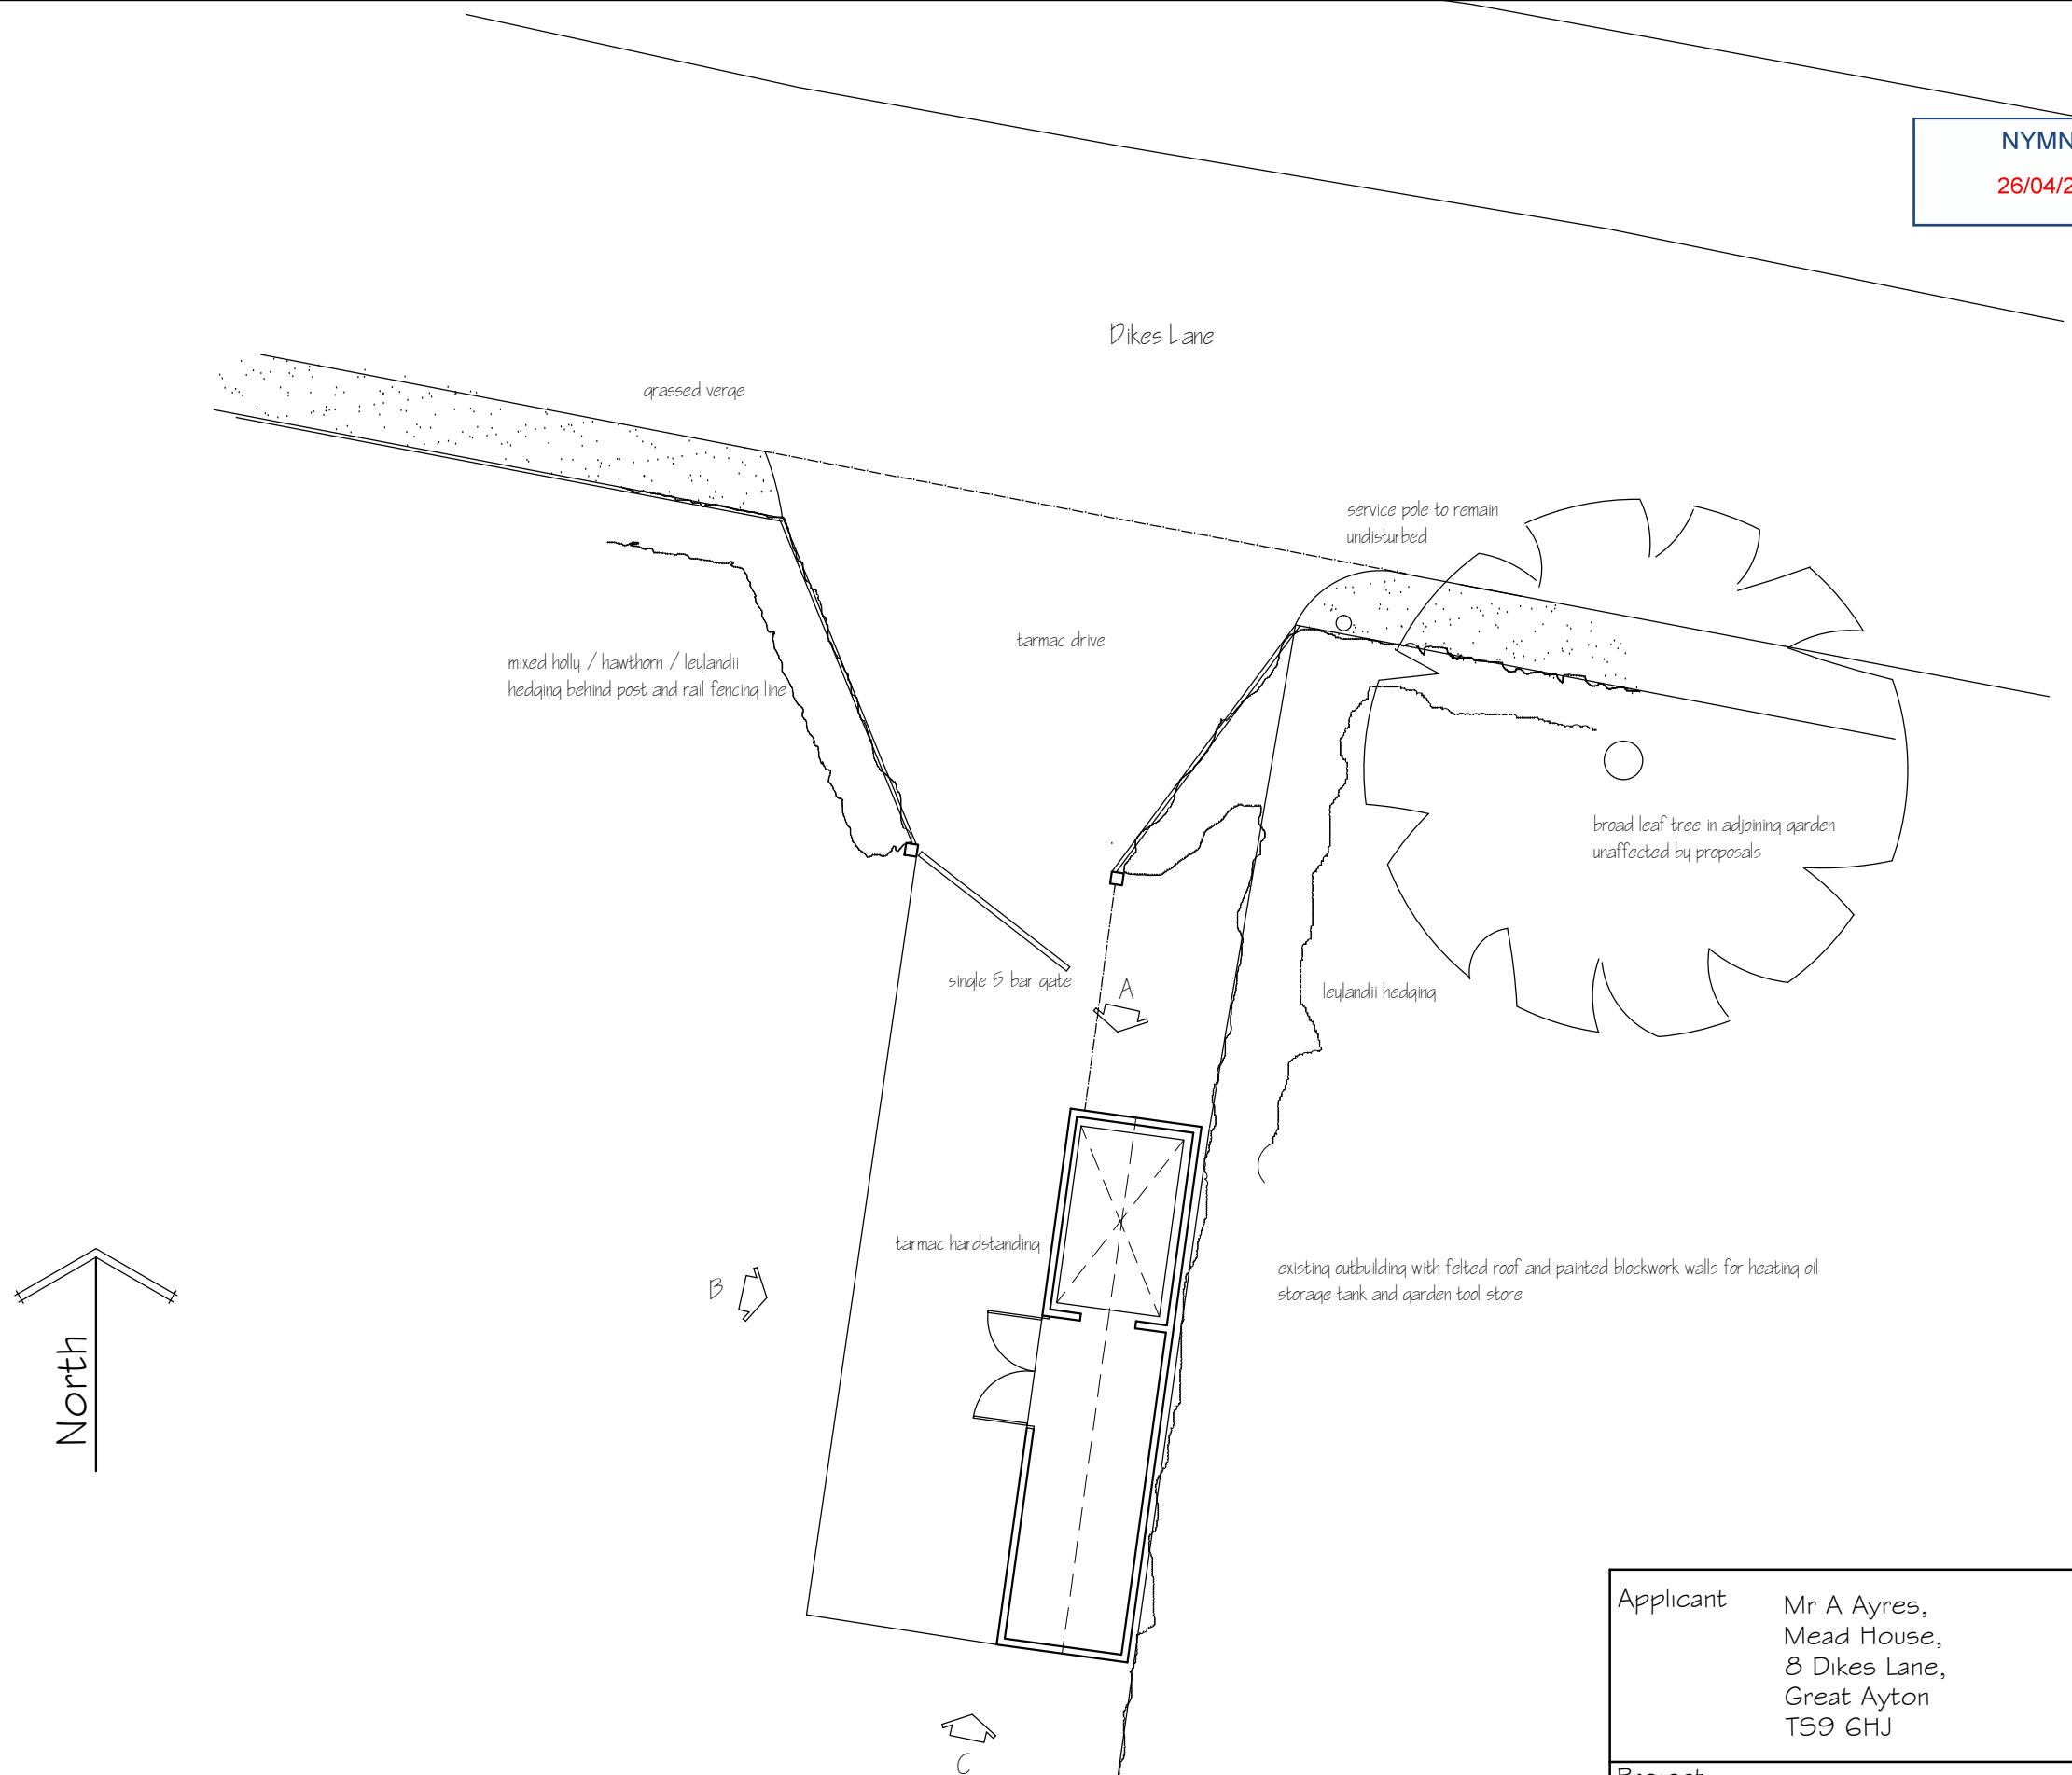 NYMN
26/04/2
Dikes Lane
grassed verge
service pole to remain
undisturbed
tarmac drive
mixed holly / hawthorn / leylandii
hedging behind post and rail fencing line
broad leaf tree in adjoining garden
unaffected by proposals
single 5 bar gate
A
leylandii hedging
tarmac hardstanding
existing outbuilding with felted roof and painted blockwork walls for heating oil
storage tank and garden tool store
B
North
C
Applicant
Mr A Ayres,
Mead House,
8 Dikes Lane,
Great Ayton
TS9 6HJ
Project